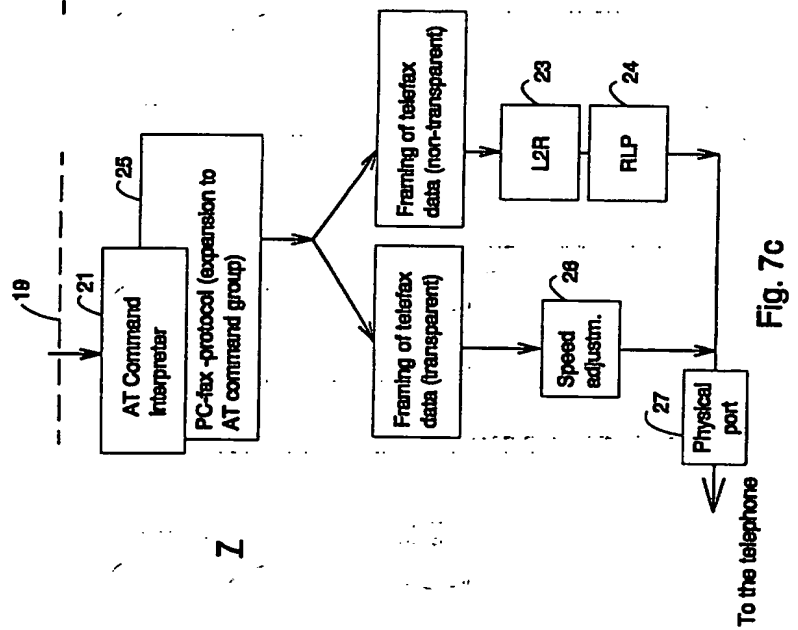 19
21
25
AT Command
Interpreter
PC-fax -protocol (expansion to
AT command group)
Z
Framing of telefax
data (transparent)
Framing of telefax
data (non-transparent)
23
L2R
24
RLP
26
Speed
adjustm.
27
Physical
port
To the telephone
Fig. 7c